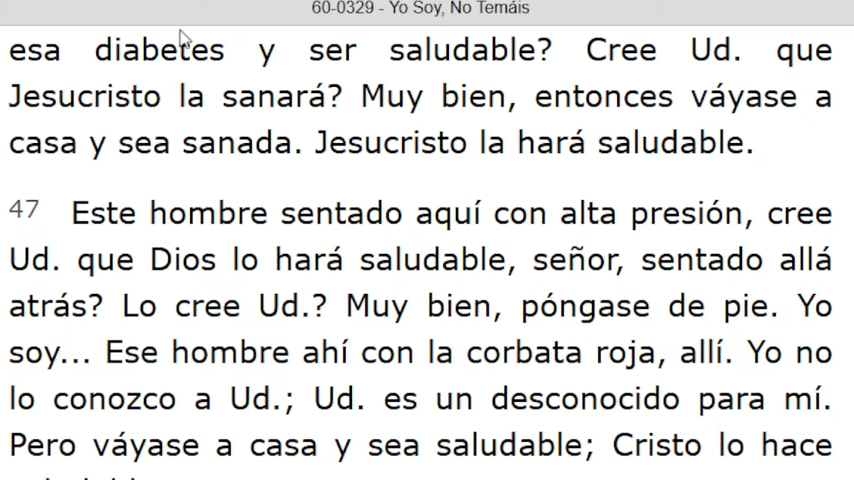 60-0329 - Yo Soy, No Temáis
esa diabetes y ser saludable? Cree Ud. que
Jesucristo la sanará? Muy bien, entonces váyase a
casa y sea sanada. Jesucristo la hará saludable.
47 Este hombre sentado aquí con alta presión, cree
Ud. que Dios lo hará saludable, señor, sentado allá
atrás? Lo cree Ud.? Muy bien, póngase de pie. Yo
soy... Ese hombre ahí con la corbata roja, allí. Yo no
lo conozco a Ud.; Ud. es un desconocido para mí.
Pero váyase a casa y sea saludable; Cristo lo hace